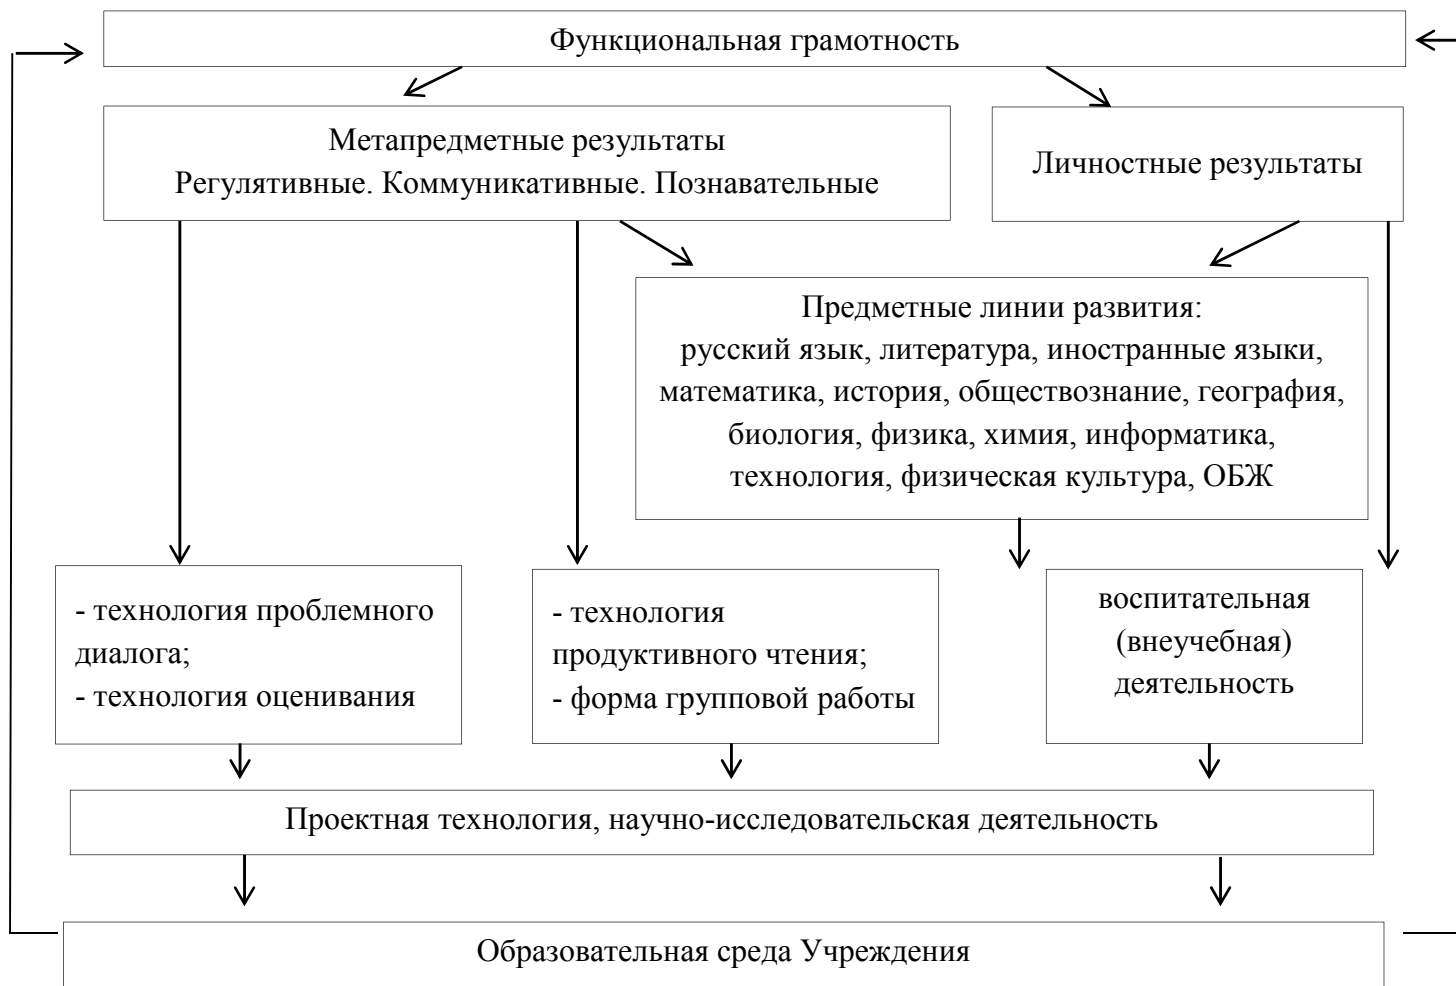 Функциональная грамотность
Метапредметные результаты
Регулятивные. Коммуникативные. Познавательные
Личностные результаты
Предметные линии развития:
русский язык, литература, иностранные языки,
математика, история, обществознание, география,
биология, физика, химия, информатика,
технология, физическая культура, ОБЖ
- технология проблемного
диалога;
- технология оценивания
- технология
продуктивного чтения;
- форма групповой работы
воспитательная
(внеучебная)
деятельность
Проектная технология, научно-исследовательская деятельность
Образовательная среда Учреждения